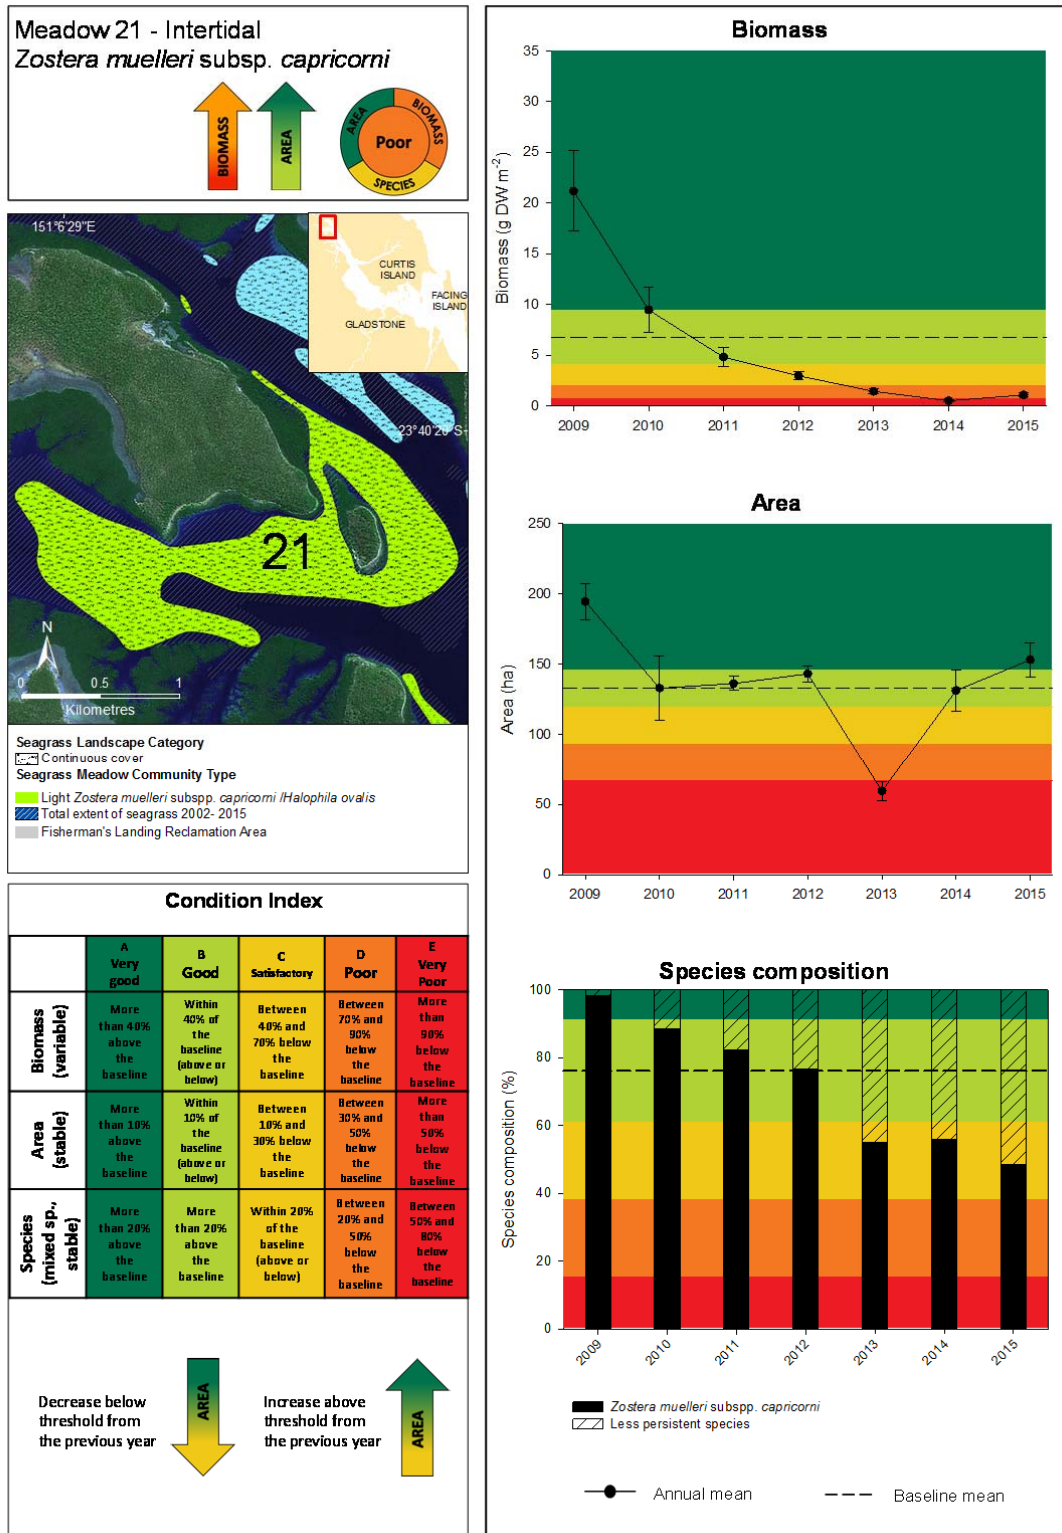 Meadow 21 - Intertidal
Zostera muelleri subsp. capricorni
BIOMASS
AREA
AREA
BIOMASS
Poor
SPECIES
151°6'29"E
CURTIS
ISLAND
FACING
ISLAND
GLADSTONE
23°40'20"S
21
N
0 0.5 1
Kilometres
Seagrass Landscape Category
Continuous cover
Seagrass Meadow Community Type
Light Zostera muelleri subspp. capricorni /Halophila ovalis
Total extent of seagrass 2002- 2015
Fisherman's Landing Reclamation Area
Condition Index
A
Very
good
B
Good
C
Satisfactory
D
Poor
E
Very
Poor
Biomass
(variable)
More
than 40%
above
the
baseline
Within
40% of
the
baseline
(above or
below)
Between
40% and
70% below
the
baseline
Between
70% and
90%
below
the
baseline
More
than
90%
below
the
baseline
Area
(stable)
More
than 10%
above
the
baseline
Within
10% of
the
baseline
(above or
below)
Between
10% and
30% below
the
baseline
Between
30% and
50%
below
the
baseline
More
than
50%
below
the
baseline
Species
(mixed sp.,
stable)
More
than 20%
above
the
baseline
More
than 20%
above
the
baseline
Within 20%
of the
baseline
(above or
below)
Between
20% and
50%
below
the
baseline
Between
50% and
80%
below
the
baseline
Decrease below
threshold from
the previous year
AREA
Increase above
threshold from
the previous year
AREA
Biomass
Biomass (g DW m-2)
35
30
25
20
15
10
5
0
2009 2010 2011 2012 2013 2014 2015
Area
Area (ha)
250
200
150
100
50
0
2009 2010 2011 2012 2013 2014 2015
Species composition
Species composition (%)
100
80
60
40
20
0
2009 2010 2011 2012 2013 2014 2015
Zostera muelleri subspp. capricorni
Less persistent species
Annual mean
Baseline mean